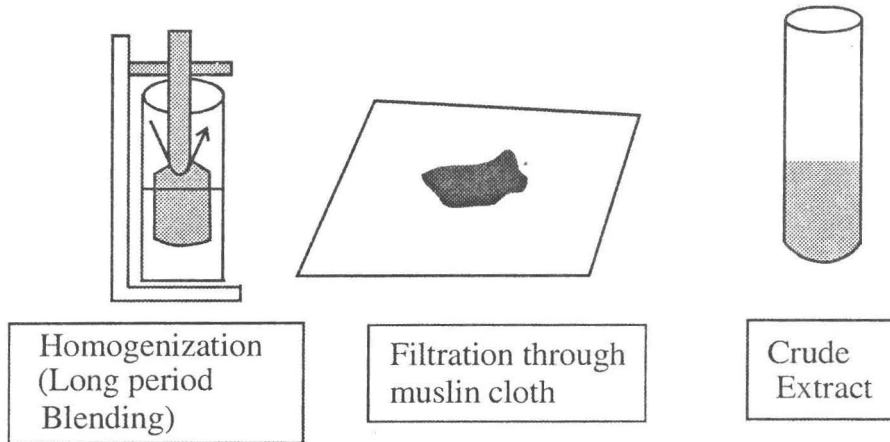 Homogenization
(Long period
Blending)
Filtration through
muslin cloth
Crude
Extract